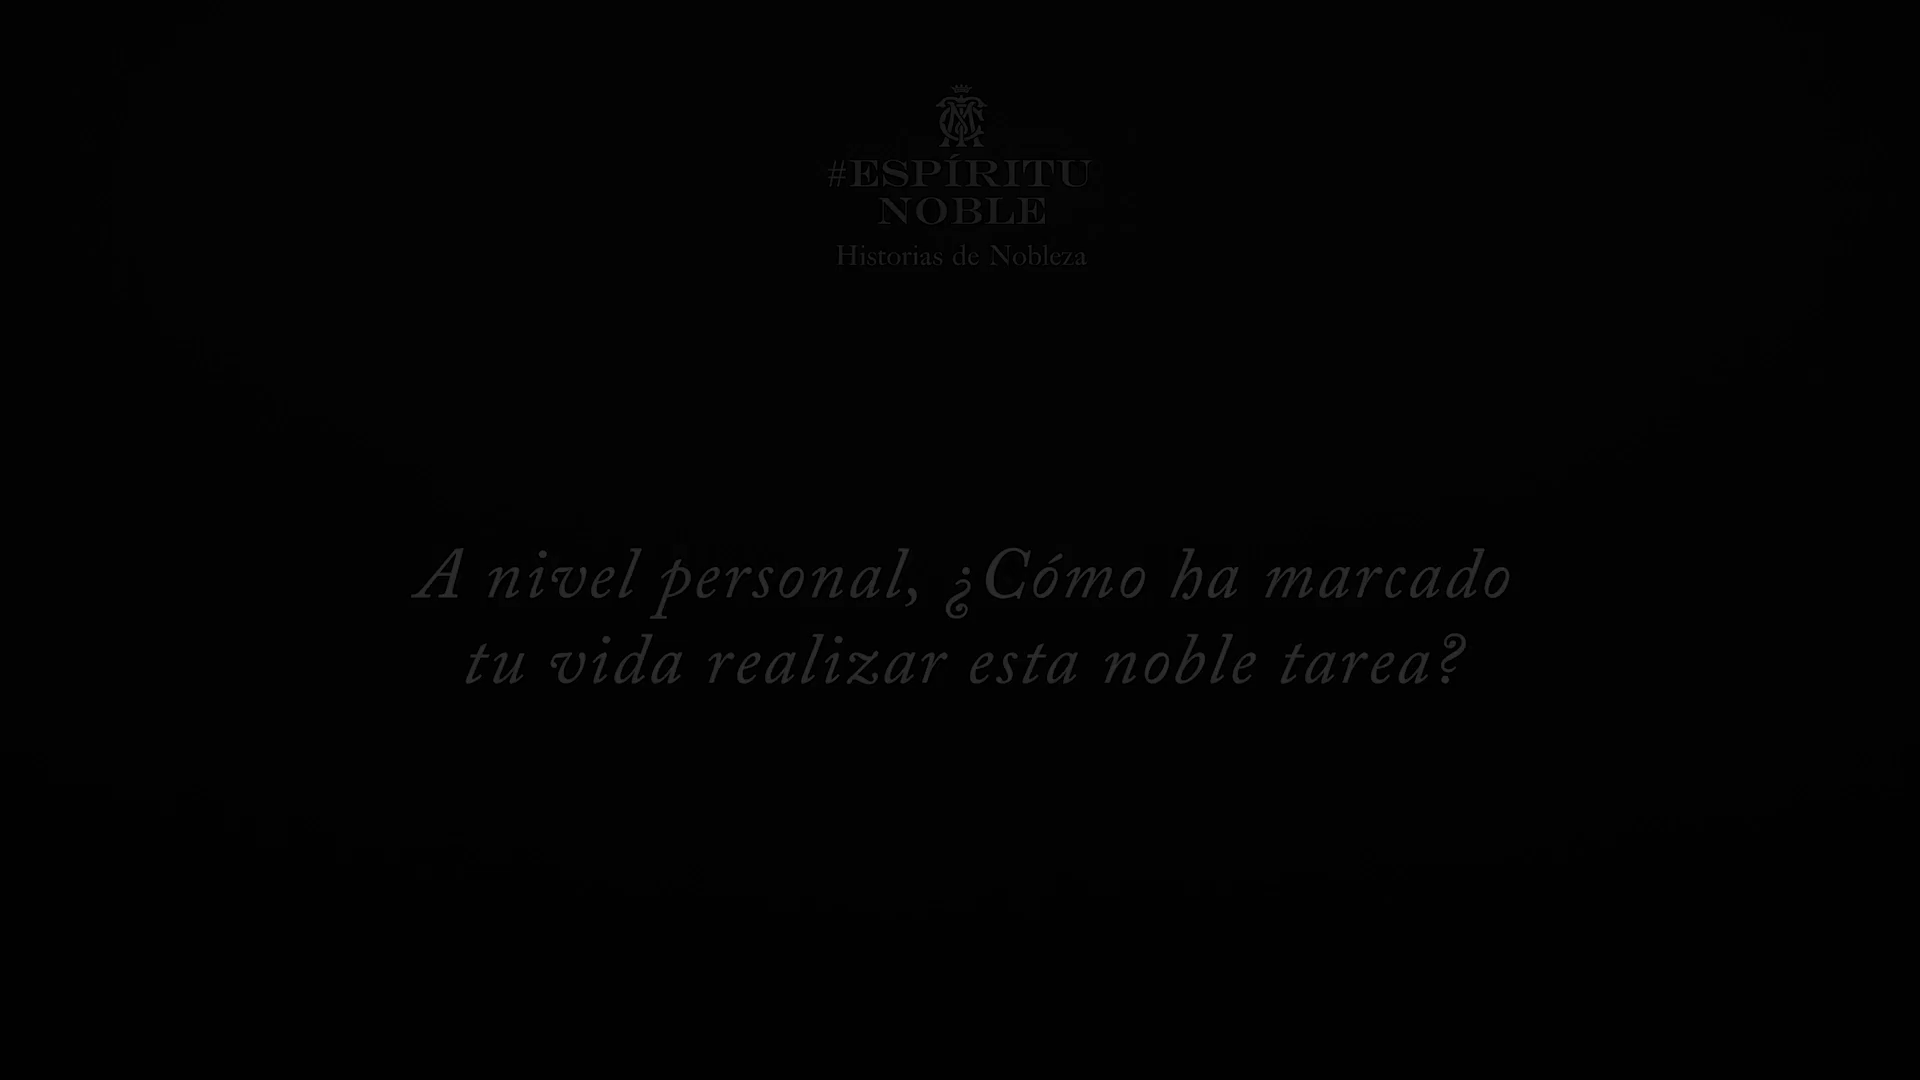 #ESPÍRITU
NOBLE
Historias de Nobleza
A nivel personal, ¿Cómo ha marcado
tu vida realizar esta noble tarea?